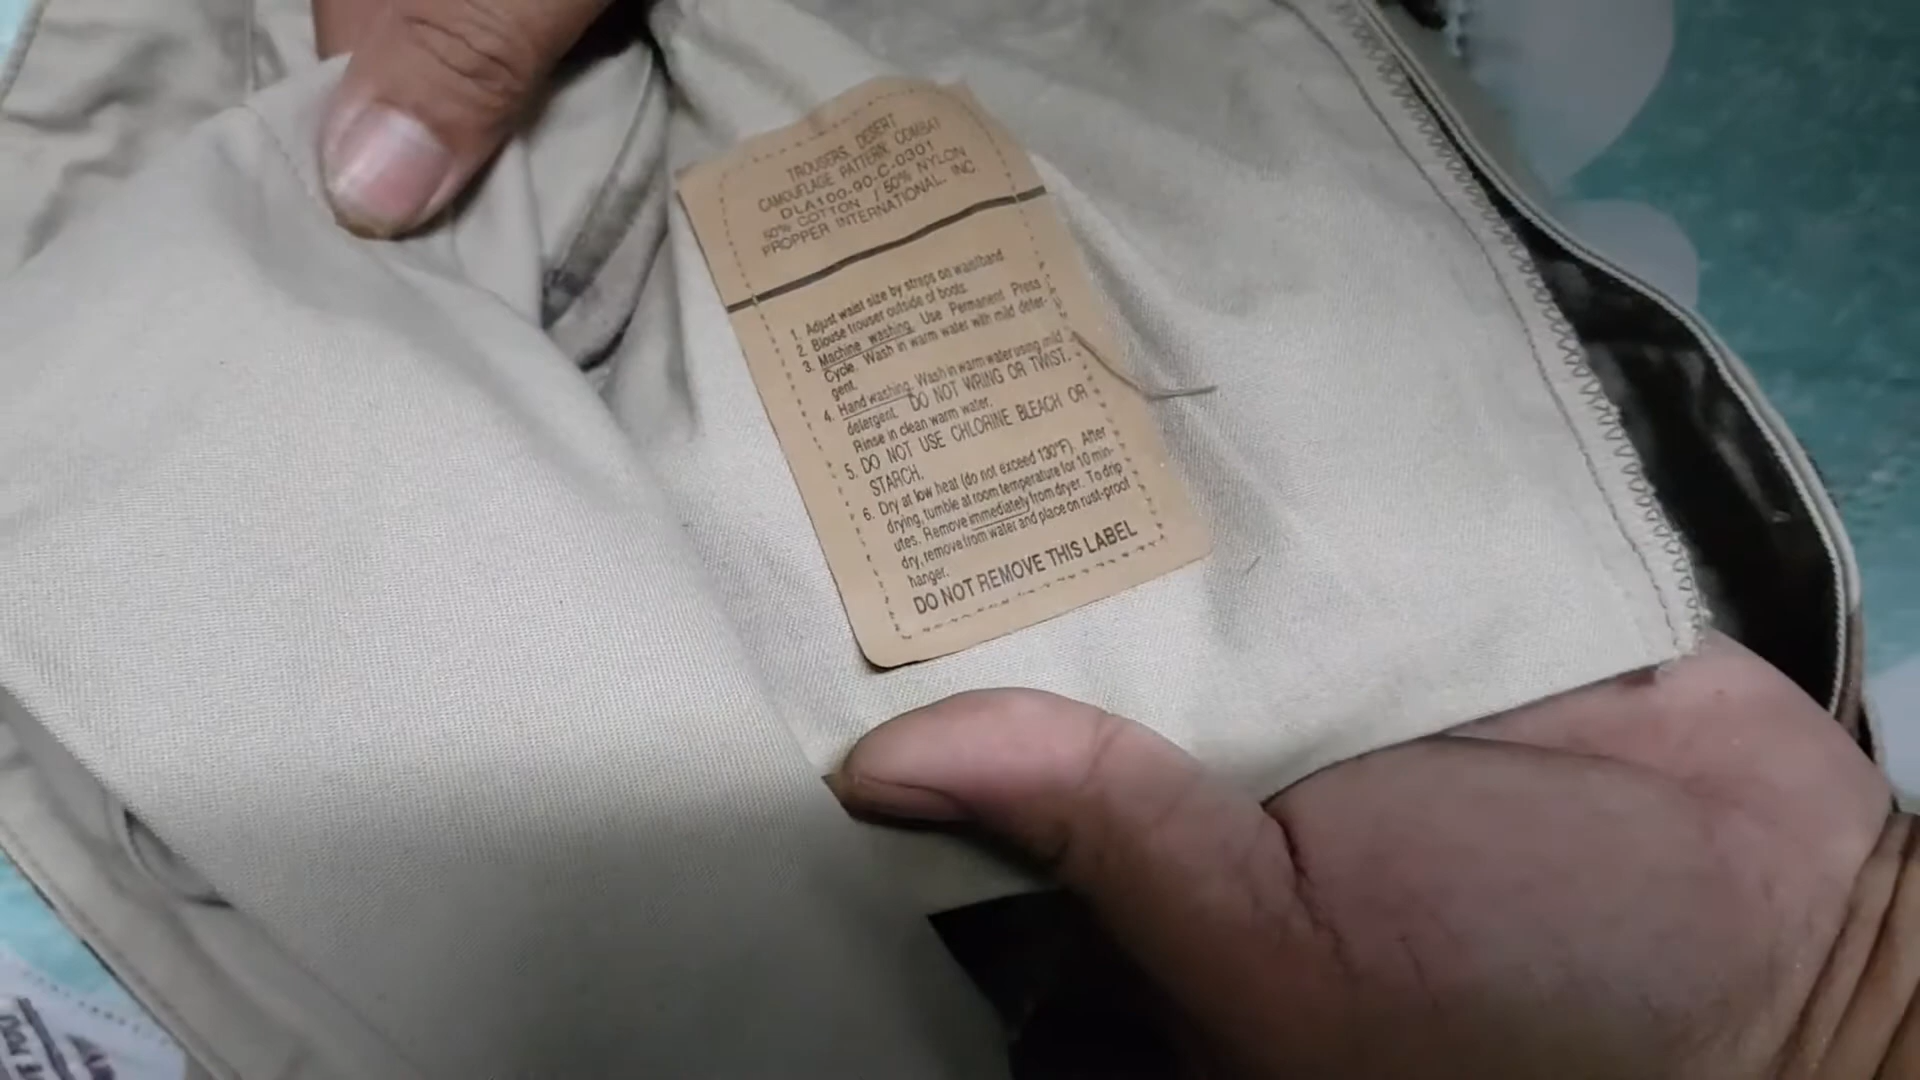 TROUSERS, DESERT
CAMOUFLAGE PATTERN, COMBAT
DLA100-90-C-0301
50% COTTON / 50% NYLON
PROPPER INTERNATIONAL, INC
1. Adjust waist size by straps on waistband.
2. Blouse trouser outside of boots.
3. Machine washing. Use Permanent Press
Cycle. Wash in warm water with mild deter-
gent.
4. Hand washing. Wash in warm water using mild
detergent. DO NOT WRING OR TWIST.
Rinse in clean warm water.
5. DO NOT USE CHLORINE BLEACH OR
STARCH.
6. Dry at low heat (do not exceed 130°F). After
drying, tumble at room temperature for 10 min-
utes. Remove immediately from dryer. To drip
dry, remove from water and place on rust-proof
hanger.
DO NOT REMOVE THIS LABEL